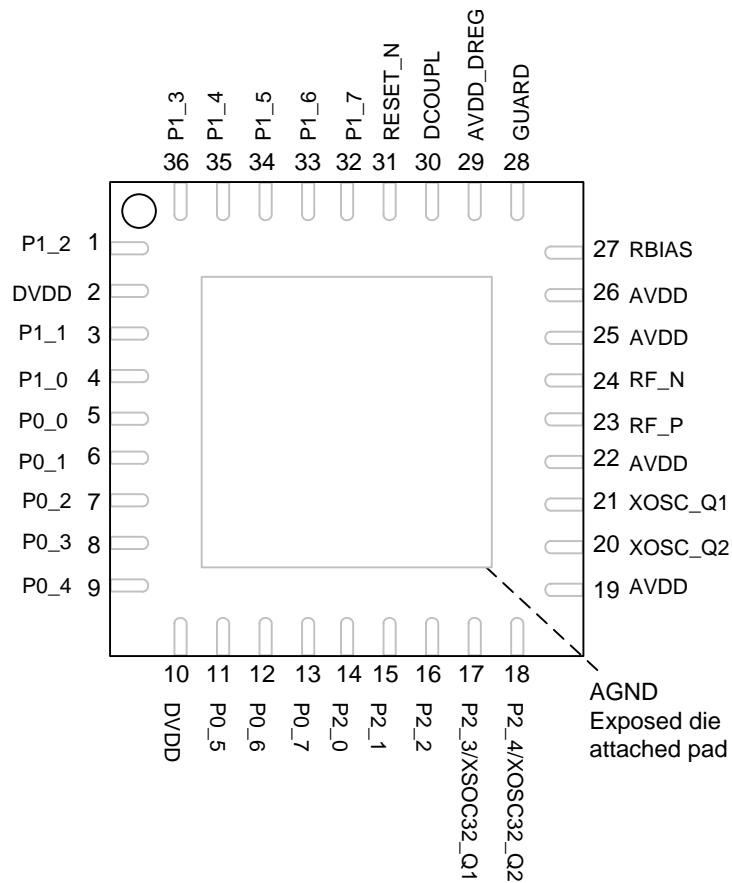 P1_3
P1_4
P1_5
P1_6
P1_7
RESET_N
DCOUPL
AVDD_DREG
GUARD
36 35 34 33 32 31 30 29 28
P1_2 1
DVDD 2
P1_1 3
P1_0 4
P0_0 5
P0_1 6
P0_2 7
P0_3 8
P0_4 9
27 RBIAS
26 AVDD
25 AVDD
24 RF_N
23 RF_P
22 AVDD
21 XOSC_Q1
20 XOSC_Q2
19 AVDD
10 11 12 13 14 15 16 17 18
DVDD
P0_5
P0_6
P0_7
P2_0
P2_1
P2_2
P2_3/XSOC32_Q1
P2_4/XOSC32_Q2
AGND
Exposed die
attached pad